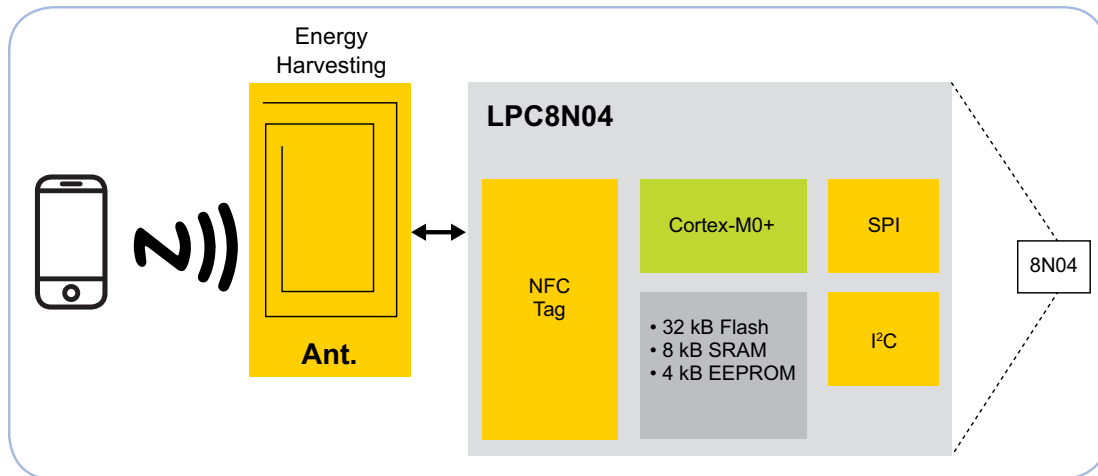 Energy
Harvesting
Ant.
LPC8N04
NFC
Tag
Cortex-M0+
SPI
• 32 kB Flash
• 8 kB SRAM
• 4 kB EEPROM
I²C
8N04